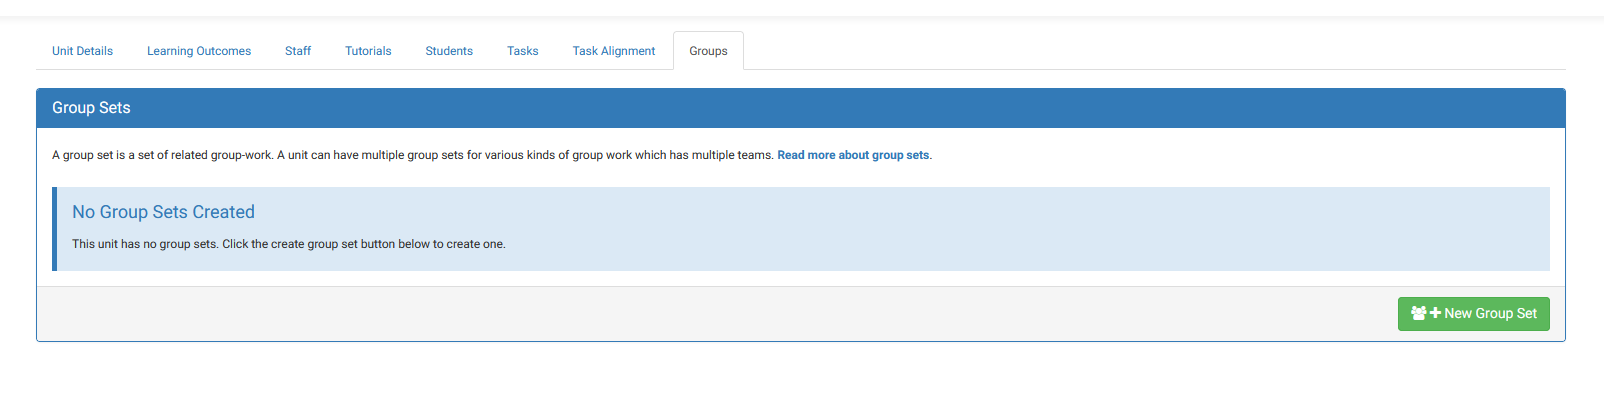 Unit Details Learning Outcomes Staff Tutorials Students Tasks Task Alignment Groups
Group Sets
A group set is a set of related group-work. A unit can have multiple group sets for various kinds of group work which has multiple teams. Read more about group sets.
No Group Sets Created
This unit has no group sets. Click the create group set button below to create one.
New Group Set